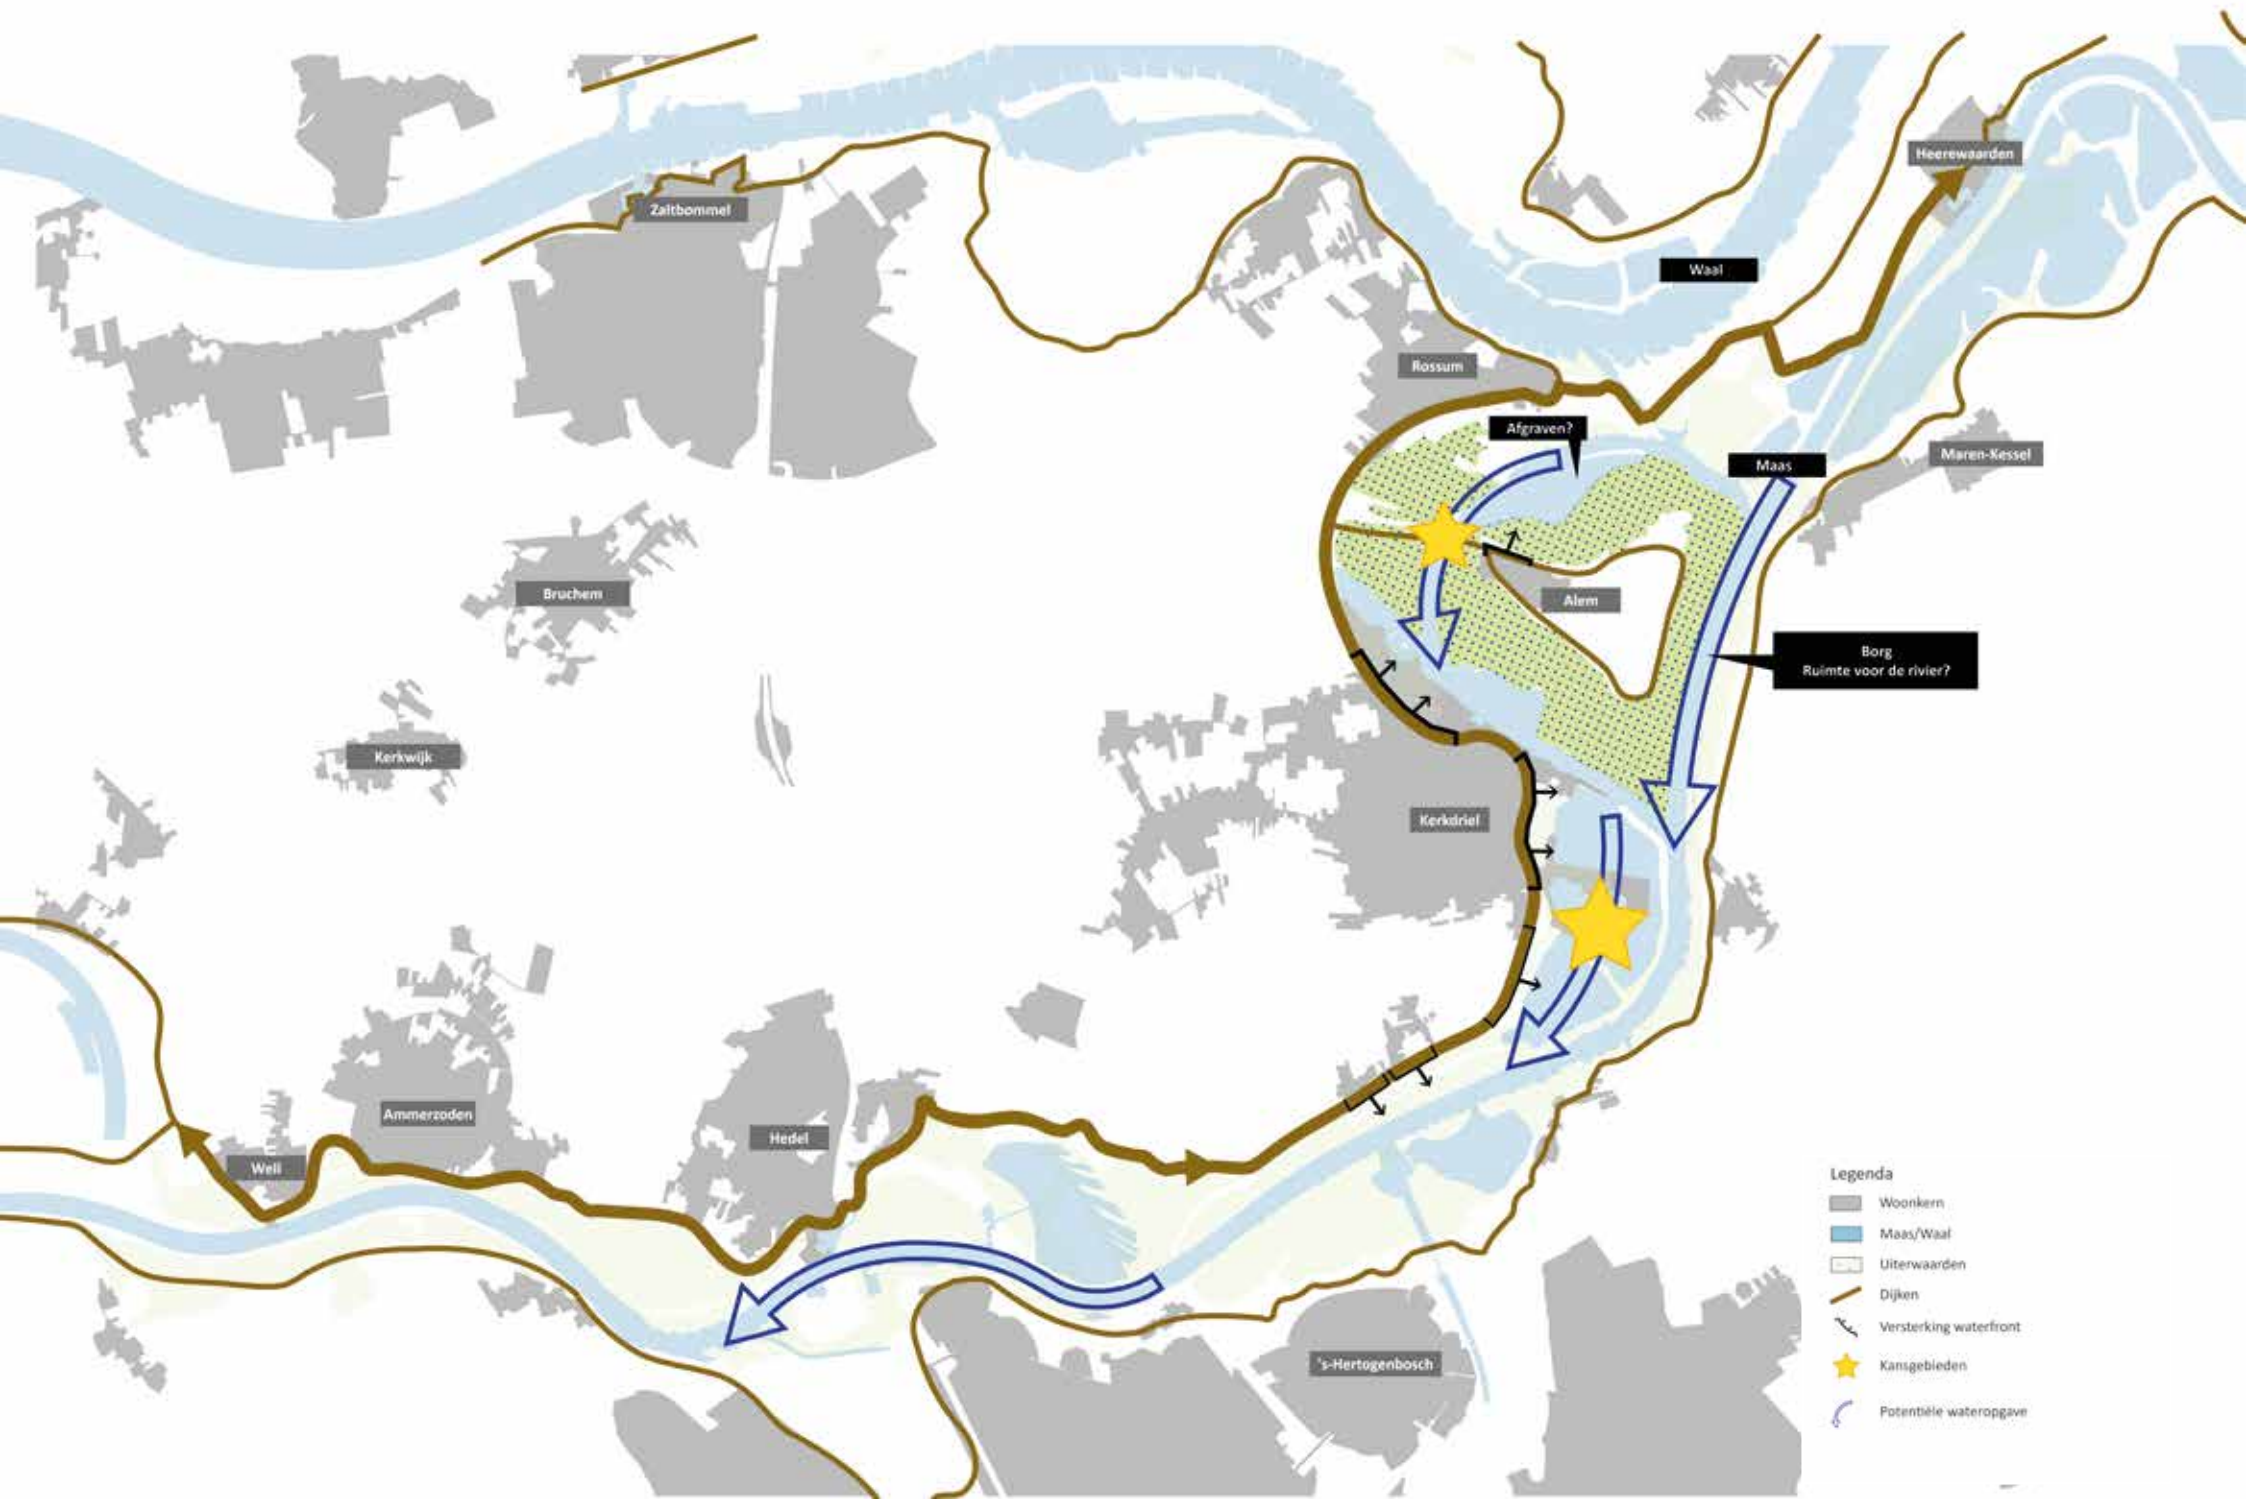 Heerewaarden
Zaltbommel
Waal
Rossum
Afgraven?
Maren-Kessel
Maas
Bruchem
Alem
Borg
Ruimte voor de rivier?
Kerkwijk
Kerkdriel
Ammerzoden
Hedel
Well
's-Hertogenbosch
Legenda
Woonkern
Maas/Waal
Uiterwaarden
Dijken
Versterking waterfront
Kansgebieden
Potentiële wateropgave